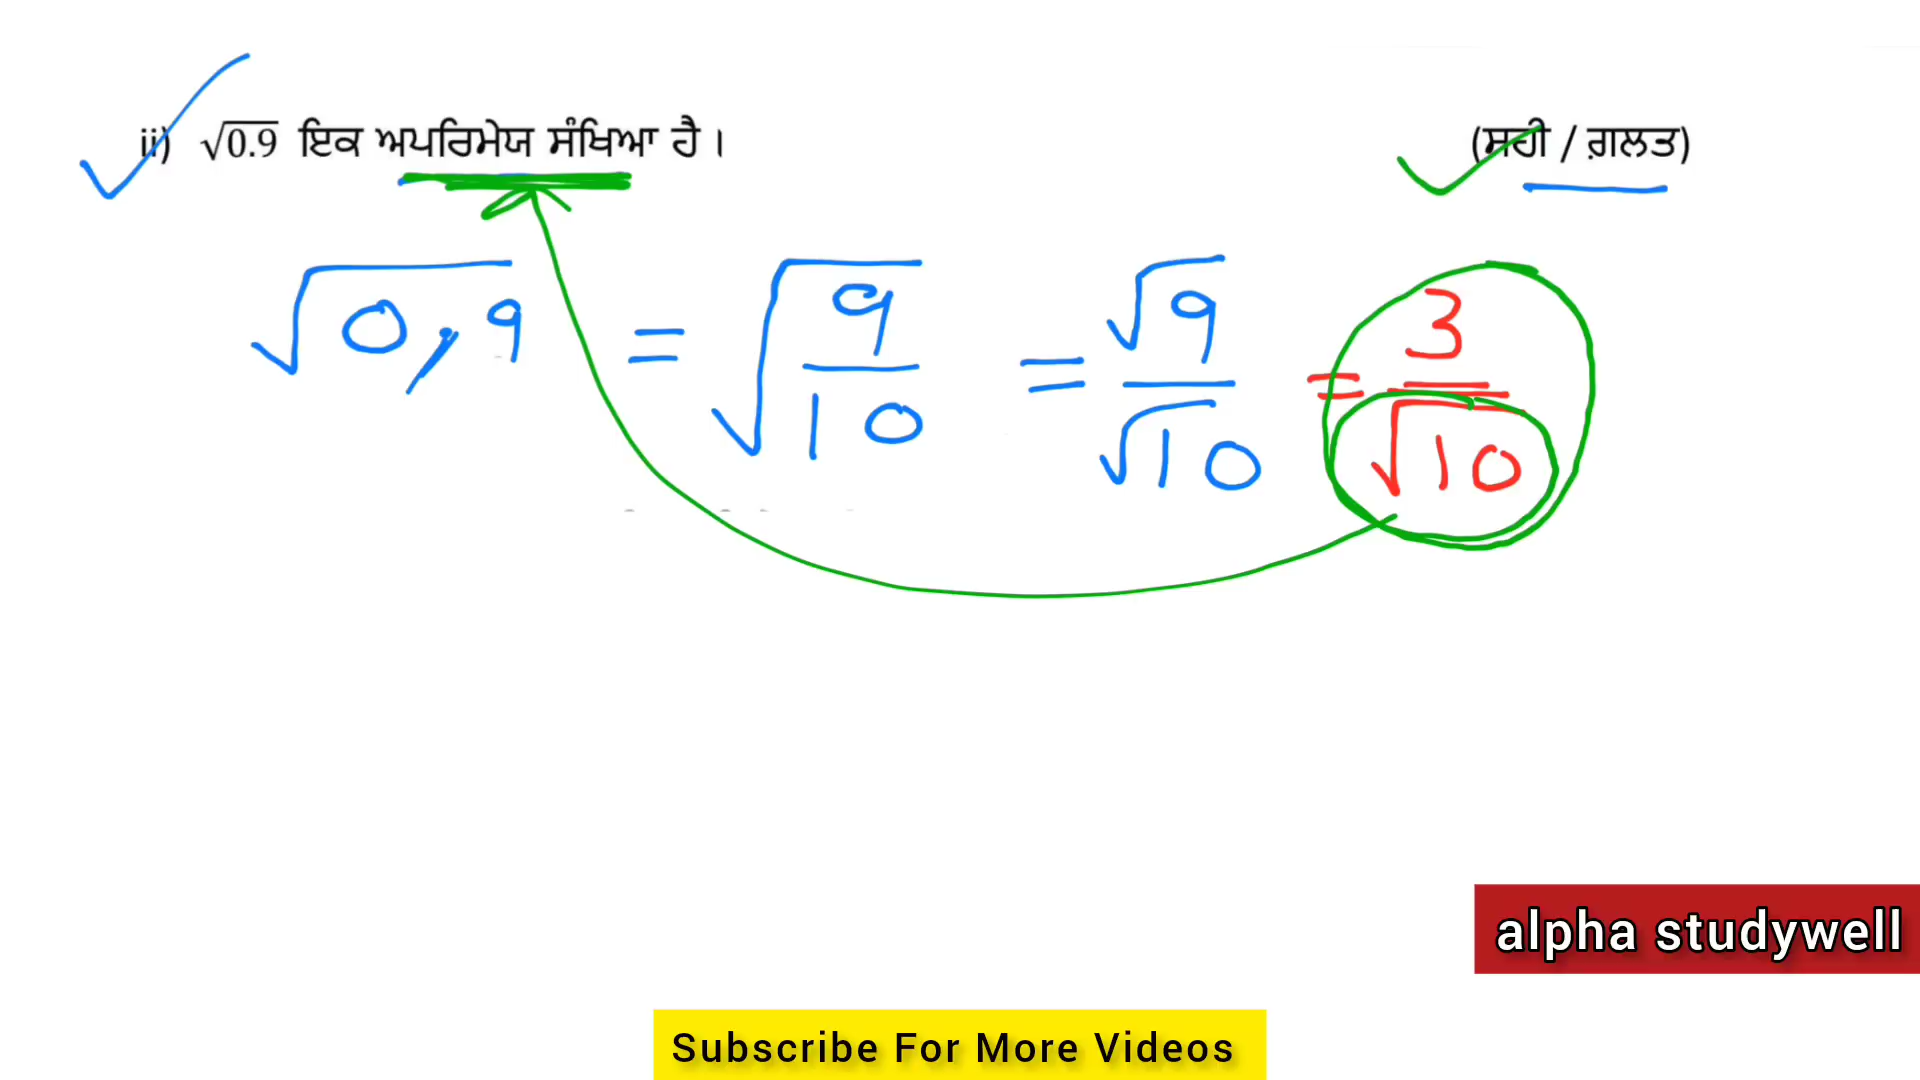 ii) √0.9 ਇਕ ਅਪਰਿਮੇਯ ਸੰਖਿਆ ਹੈ। (ਸਹੀ / ਗ਼ਲਤ)
√0,9 = √(9/10) = √9/√10 = 3/√10
alpha studywell
Subscribe For More Videos